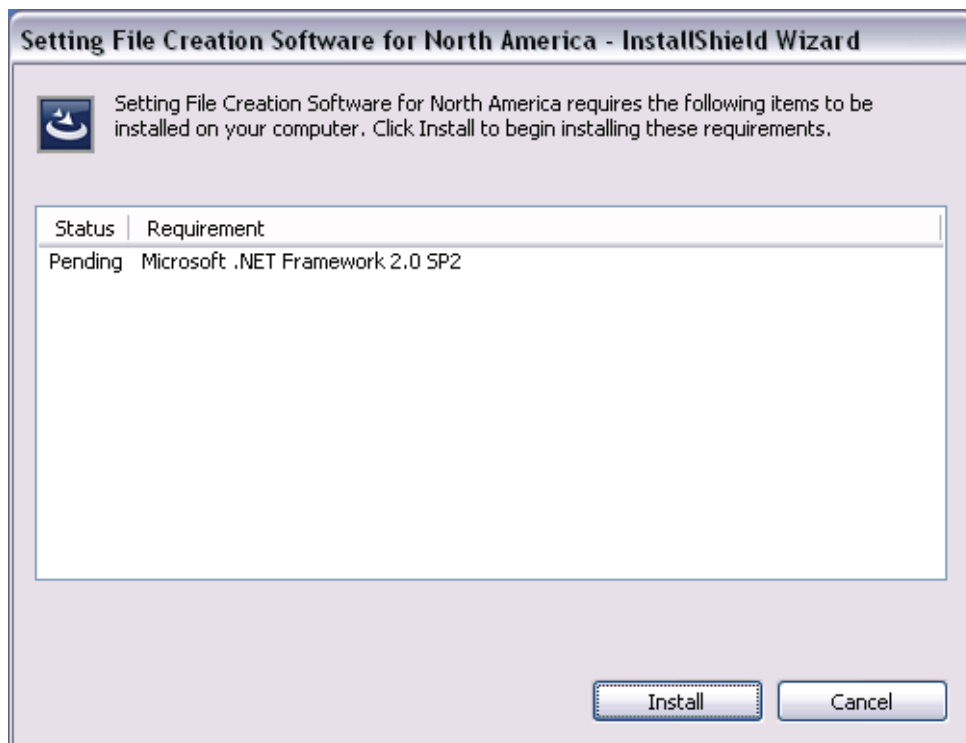 Setting File Creation Software for North America - InstallShield Wizard
Setting File Creation Software for North America requires the following items to be
installed on your computer. Click Install to begin installing these requirements.
Status Requirement
Pending Microsoft .NET Framework 2.0 SP2
Install Cancel